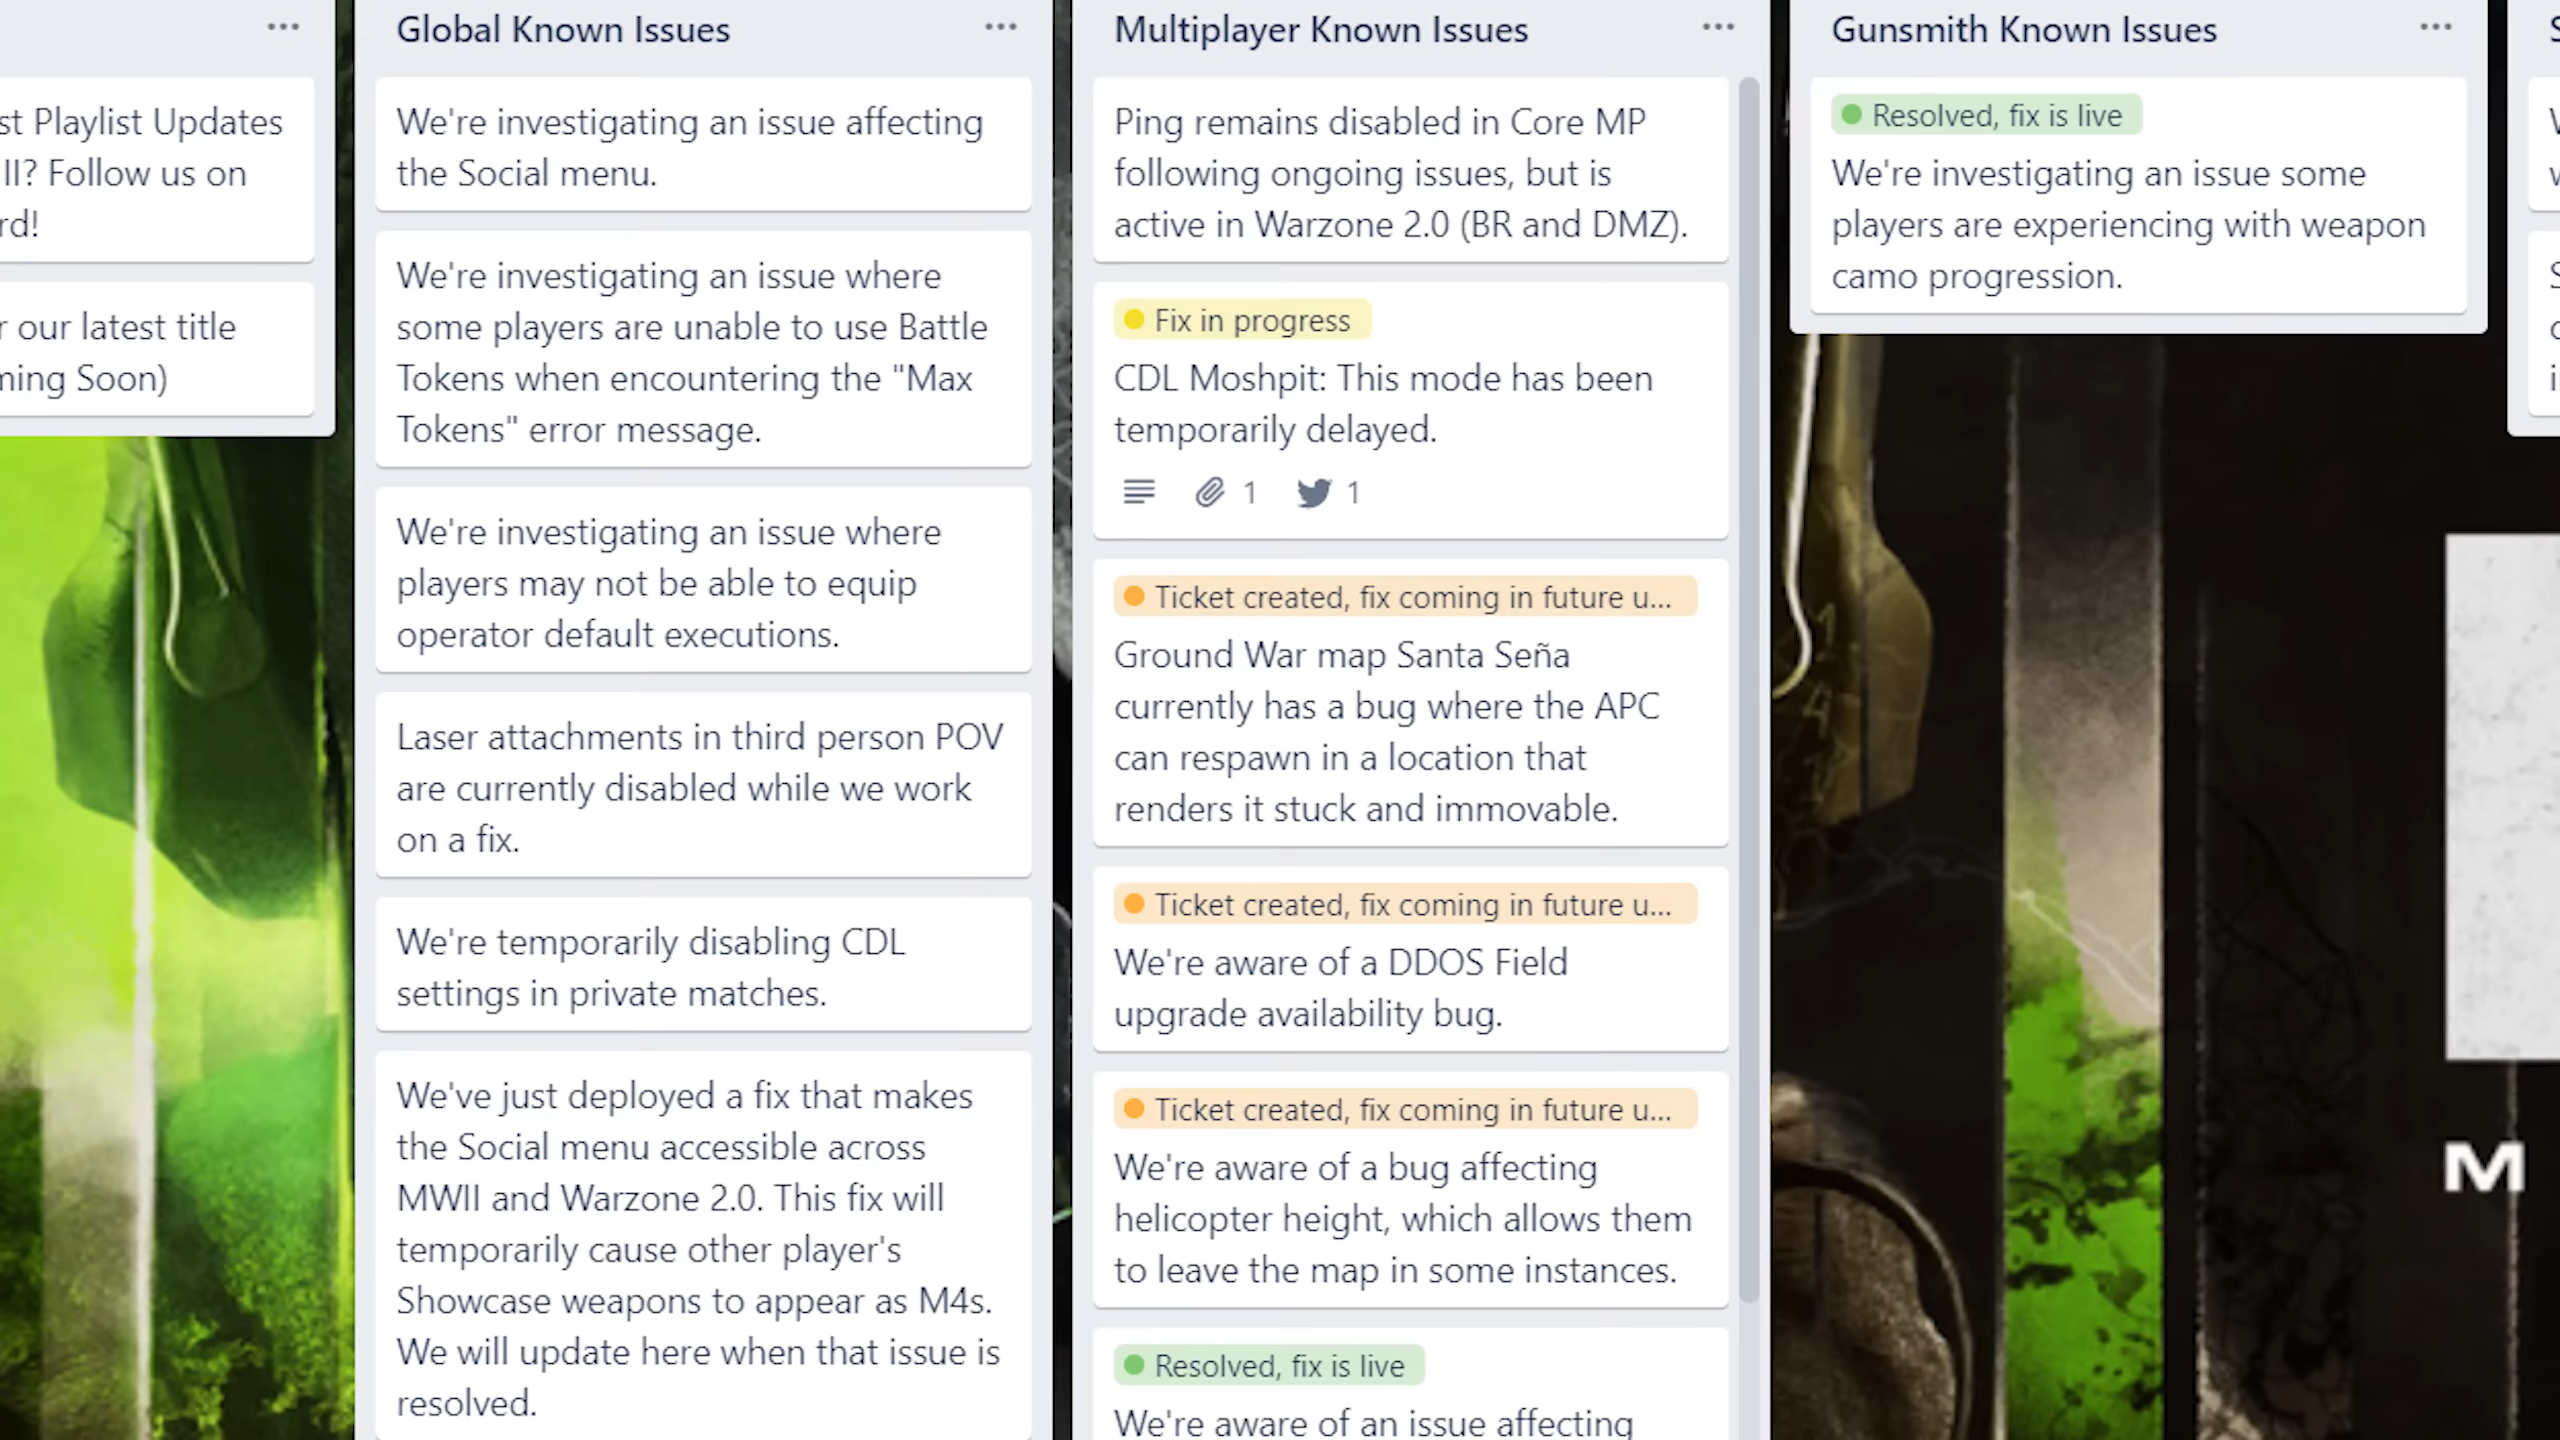 st Playlist Updates
II? Follow us on
rd!
r our latest title
ming Soon)
Global Known Issues
We're investigating an issue affecting
the Social menu.
We're investigating an issue where
some players are unable to use Battle
Tokens when encountering the "Max
Tokens" error message.
We're investigating an issue where
players may not be able to equip
operator default executions.
Laser attachments in third person POV
are currently disabled while we work
on a fix.
We're temporarily disabling CDL
settings in private matches.
We've just deployed a fix that makes
the Social menu accessible across
MWII and Warzone 2.0. This fix will
temporarily cause other player's
Showcase weapons to appear as M4s.
We will update here when that issue is
resolved.
Multiplayer Known Issues
Ping remains disabled in Core MP
following ongoing issues, but is
active in Warzone 2.0 (BR and DMZ).
Fix in progress
CDL Moshpit: This mode has been
temporarily delayed.
1 1
Ticket created, fix coming in future u...
Ground War map Santa Seña
currently has a bug where the APC
can respawn in a location that
renders it stuck and immovable.
Ticket created, fix coming in future u...
We're aware of a DDOS Field
upgrade availability bug.
Ticket created, fix coming in future u...
We're aware of a bug affecting
helicopter height, which allows them
to leave the map in some instances.
Resolved, fix is live
We're aware of an issue affecting
Gunsmith Known Issues
Resolved, fix is live
We're investigating an issue some
players are experiencing with weapon
camo progression.
M